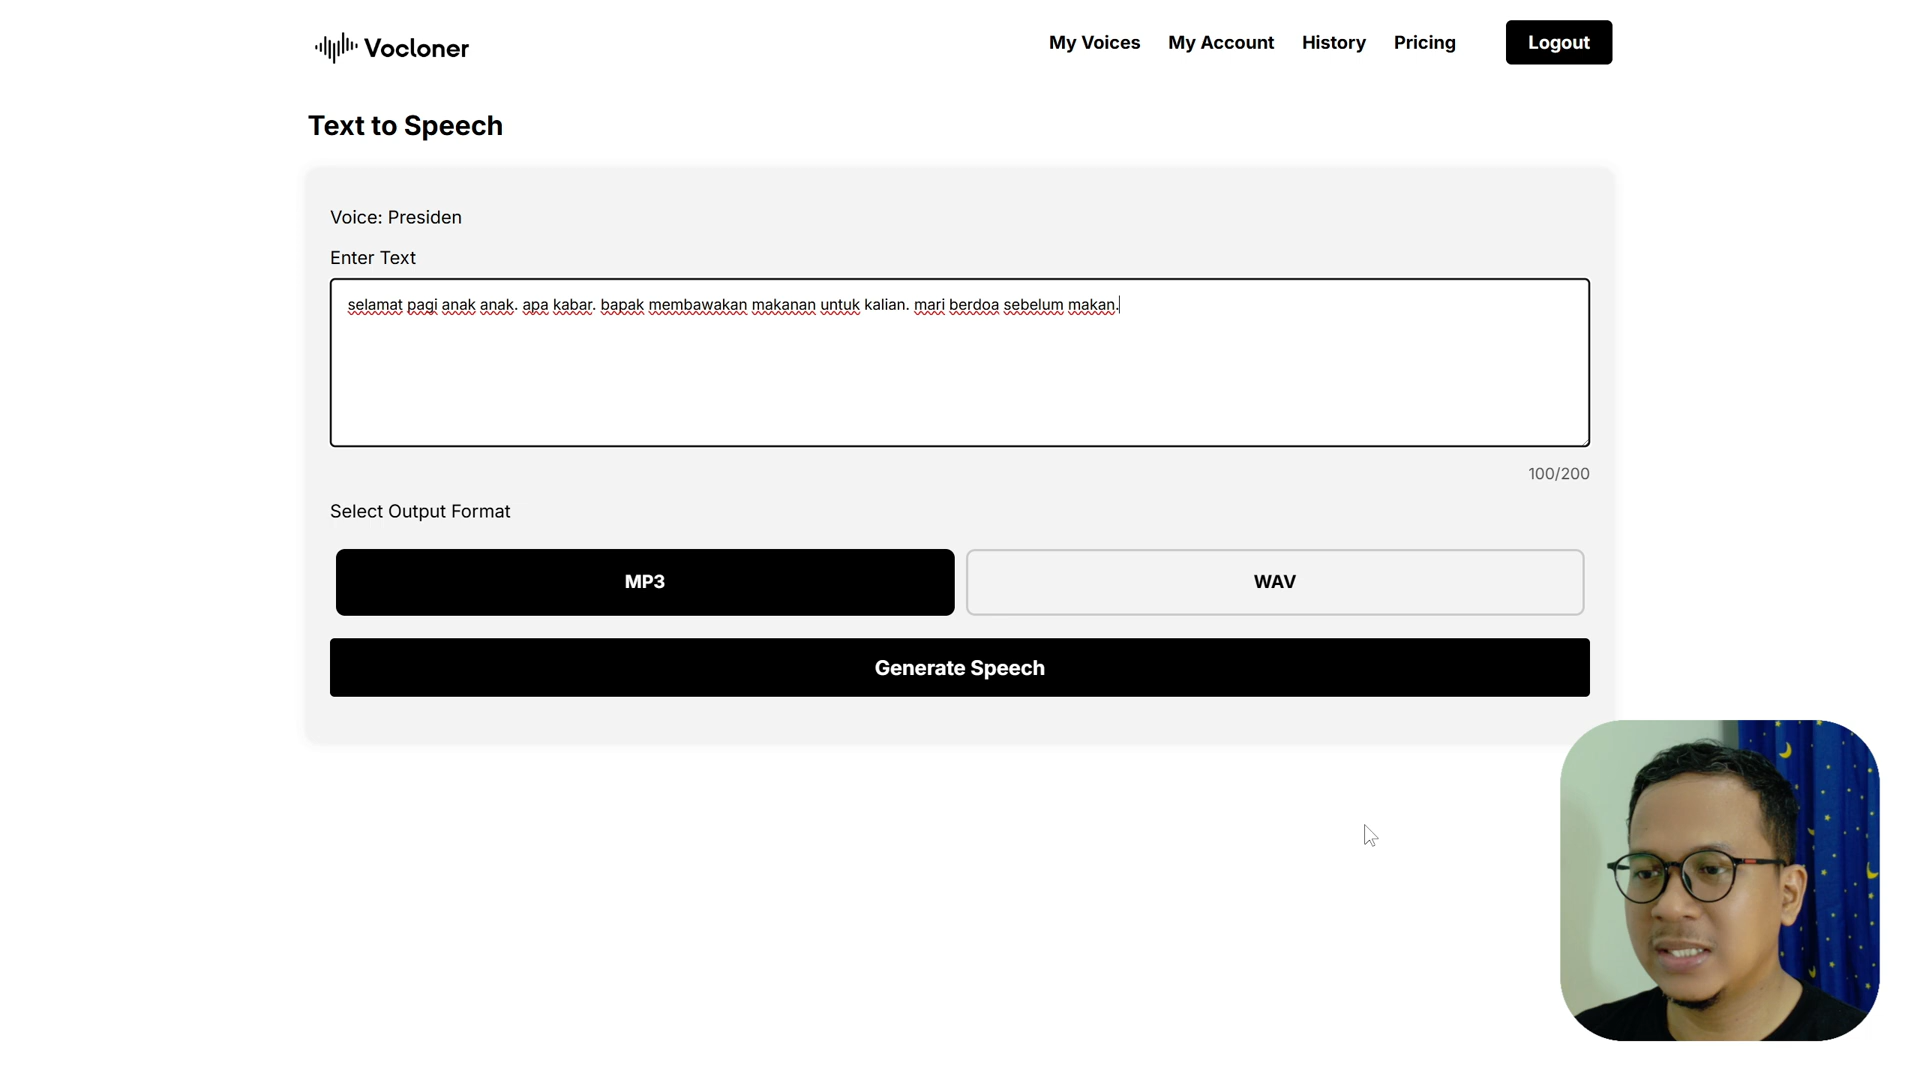 Vocloner
My Voices
My Account
History
Pricing
Logout
Text to Speech
Voice: Presiden
Enter Text
selamat pagi anak anak. apa kabar. bapak membawakan makanan untuk kalian. mari berdoa sebelum makan.
100/200
Select Output Format
MP3
WAV
Generate Speech